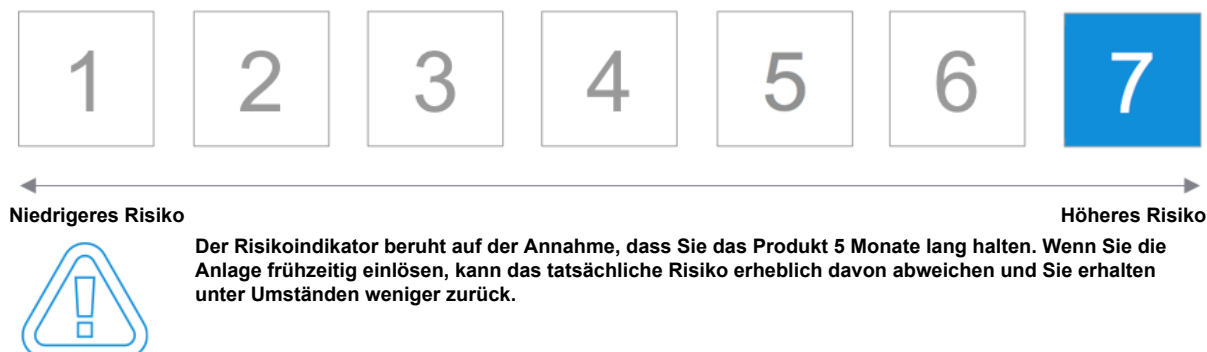 1 2 3 4 5 6 7
Niedrigeres Risiko Höheres Risiko
Der Risikoindikator beruht auf der Annahme, dass Sie das Produkt 5 Monate lang halten. Wenn Sie die
Anlage frühzeitig einlösen, kann das tatsächliche Risiko erheblich davon abweichen und Sie erhalten
unter Umständen weniger zurück.